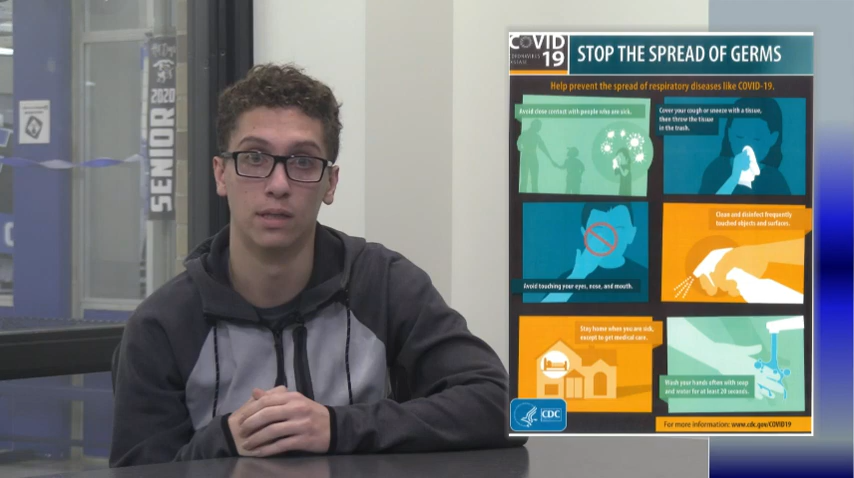 SENIOR 2020
COVID
19
STOP THE SPREAD OF GERMS
Help prevent the spread of respiratory diseases like COVID-19.
Avoid close contact with people who are sick.
Cover your cough or sneeze with a tissue,
then throw the tissue
in the trash.
Clean and disinfect frequently
touched objects and surfaces.
Avoid touching your eyes, nose, and mouth.
Stay home when you are sick,
except to get medical care.
Wash your hands often with soap
and water for at least 20 seconds.
CDC
For more information: www.cdc.gov/COVID19